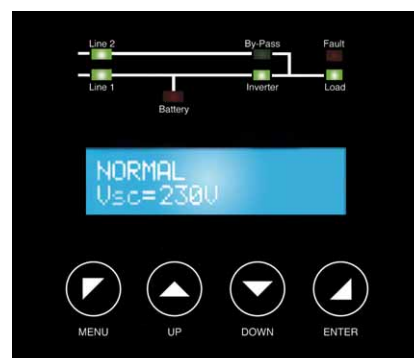 Line 2 By-Pass Fault
Line 1 Inverter Load
Battery
NORMAL
Vsc=230V
MENU UP DOWN ENTER